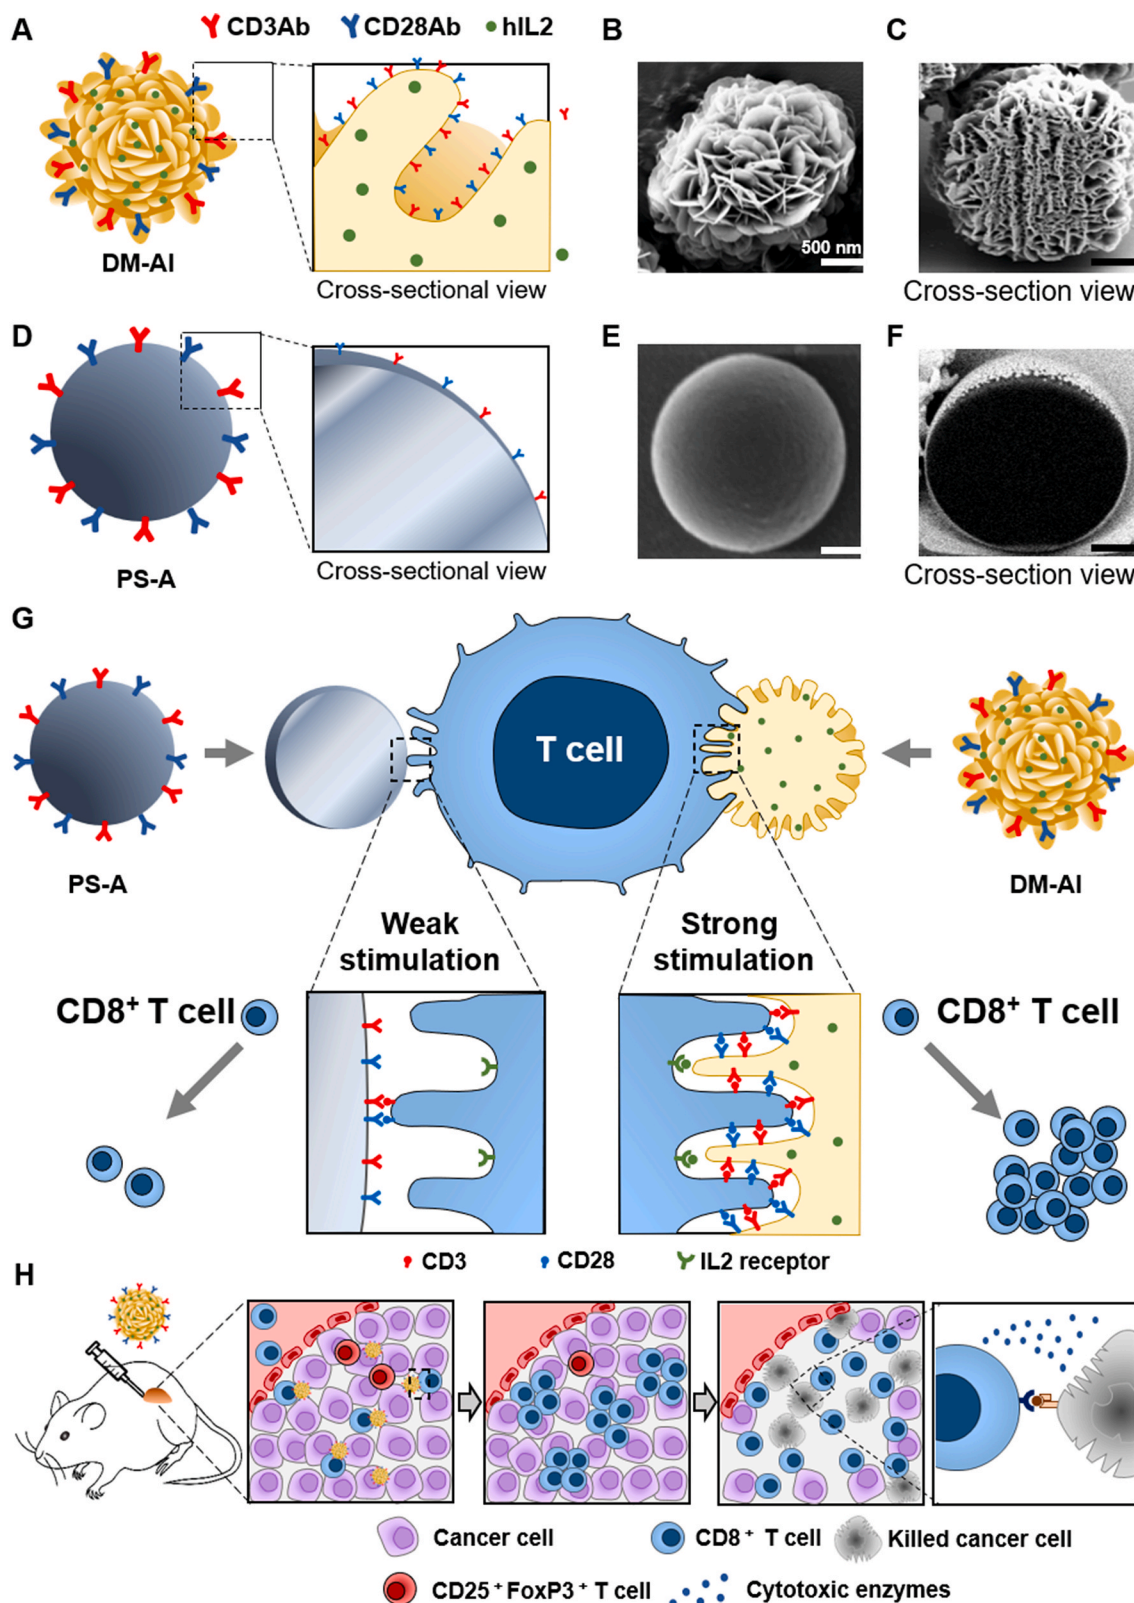 A
CD3Ab CD28Ab hIL2
DM-AI
Cross-sectional view
B
500 nm
C
Cross-section view
D
PS-A
Cross-sectional view
E
F
Cross-section view
G
T cell
PS-A
DM-AI
Weak
stimulation
Strong
stimulation
CD8⁺ T cell
CD8⁺ T cell
CD3 CD28 IL2 receptor
H
Cancer cell CD8⁺ T cell Killed cancer cell
CD25⁺FoxP3⁺ T cell Cytotoxic enzymes